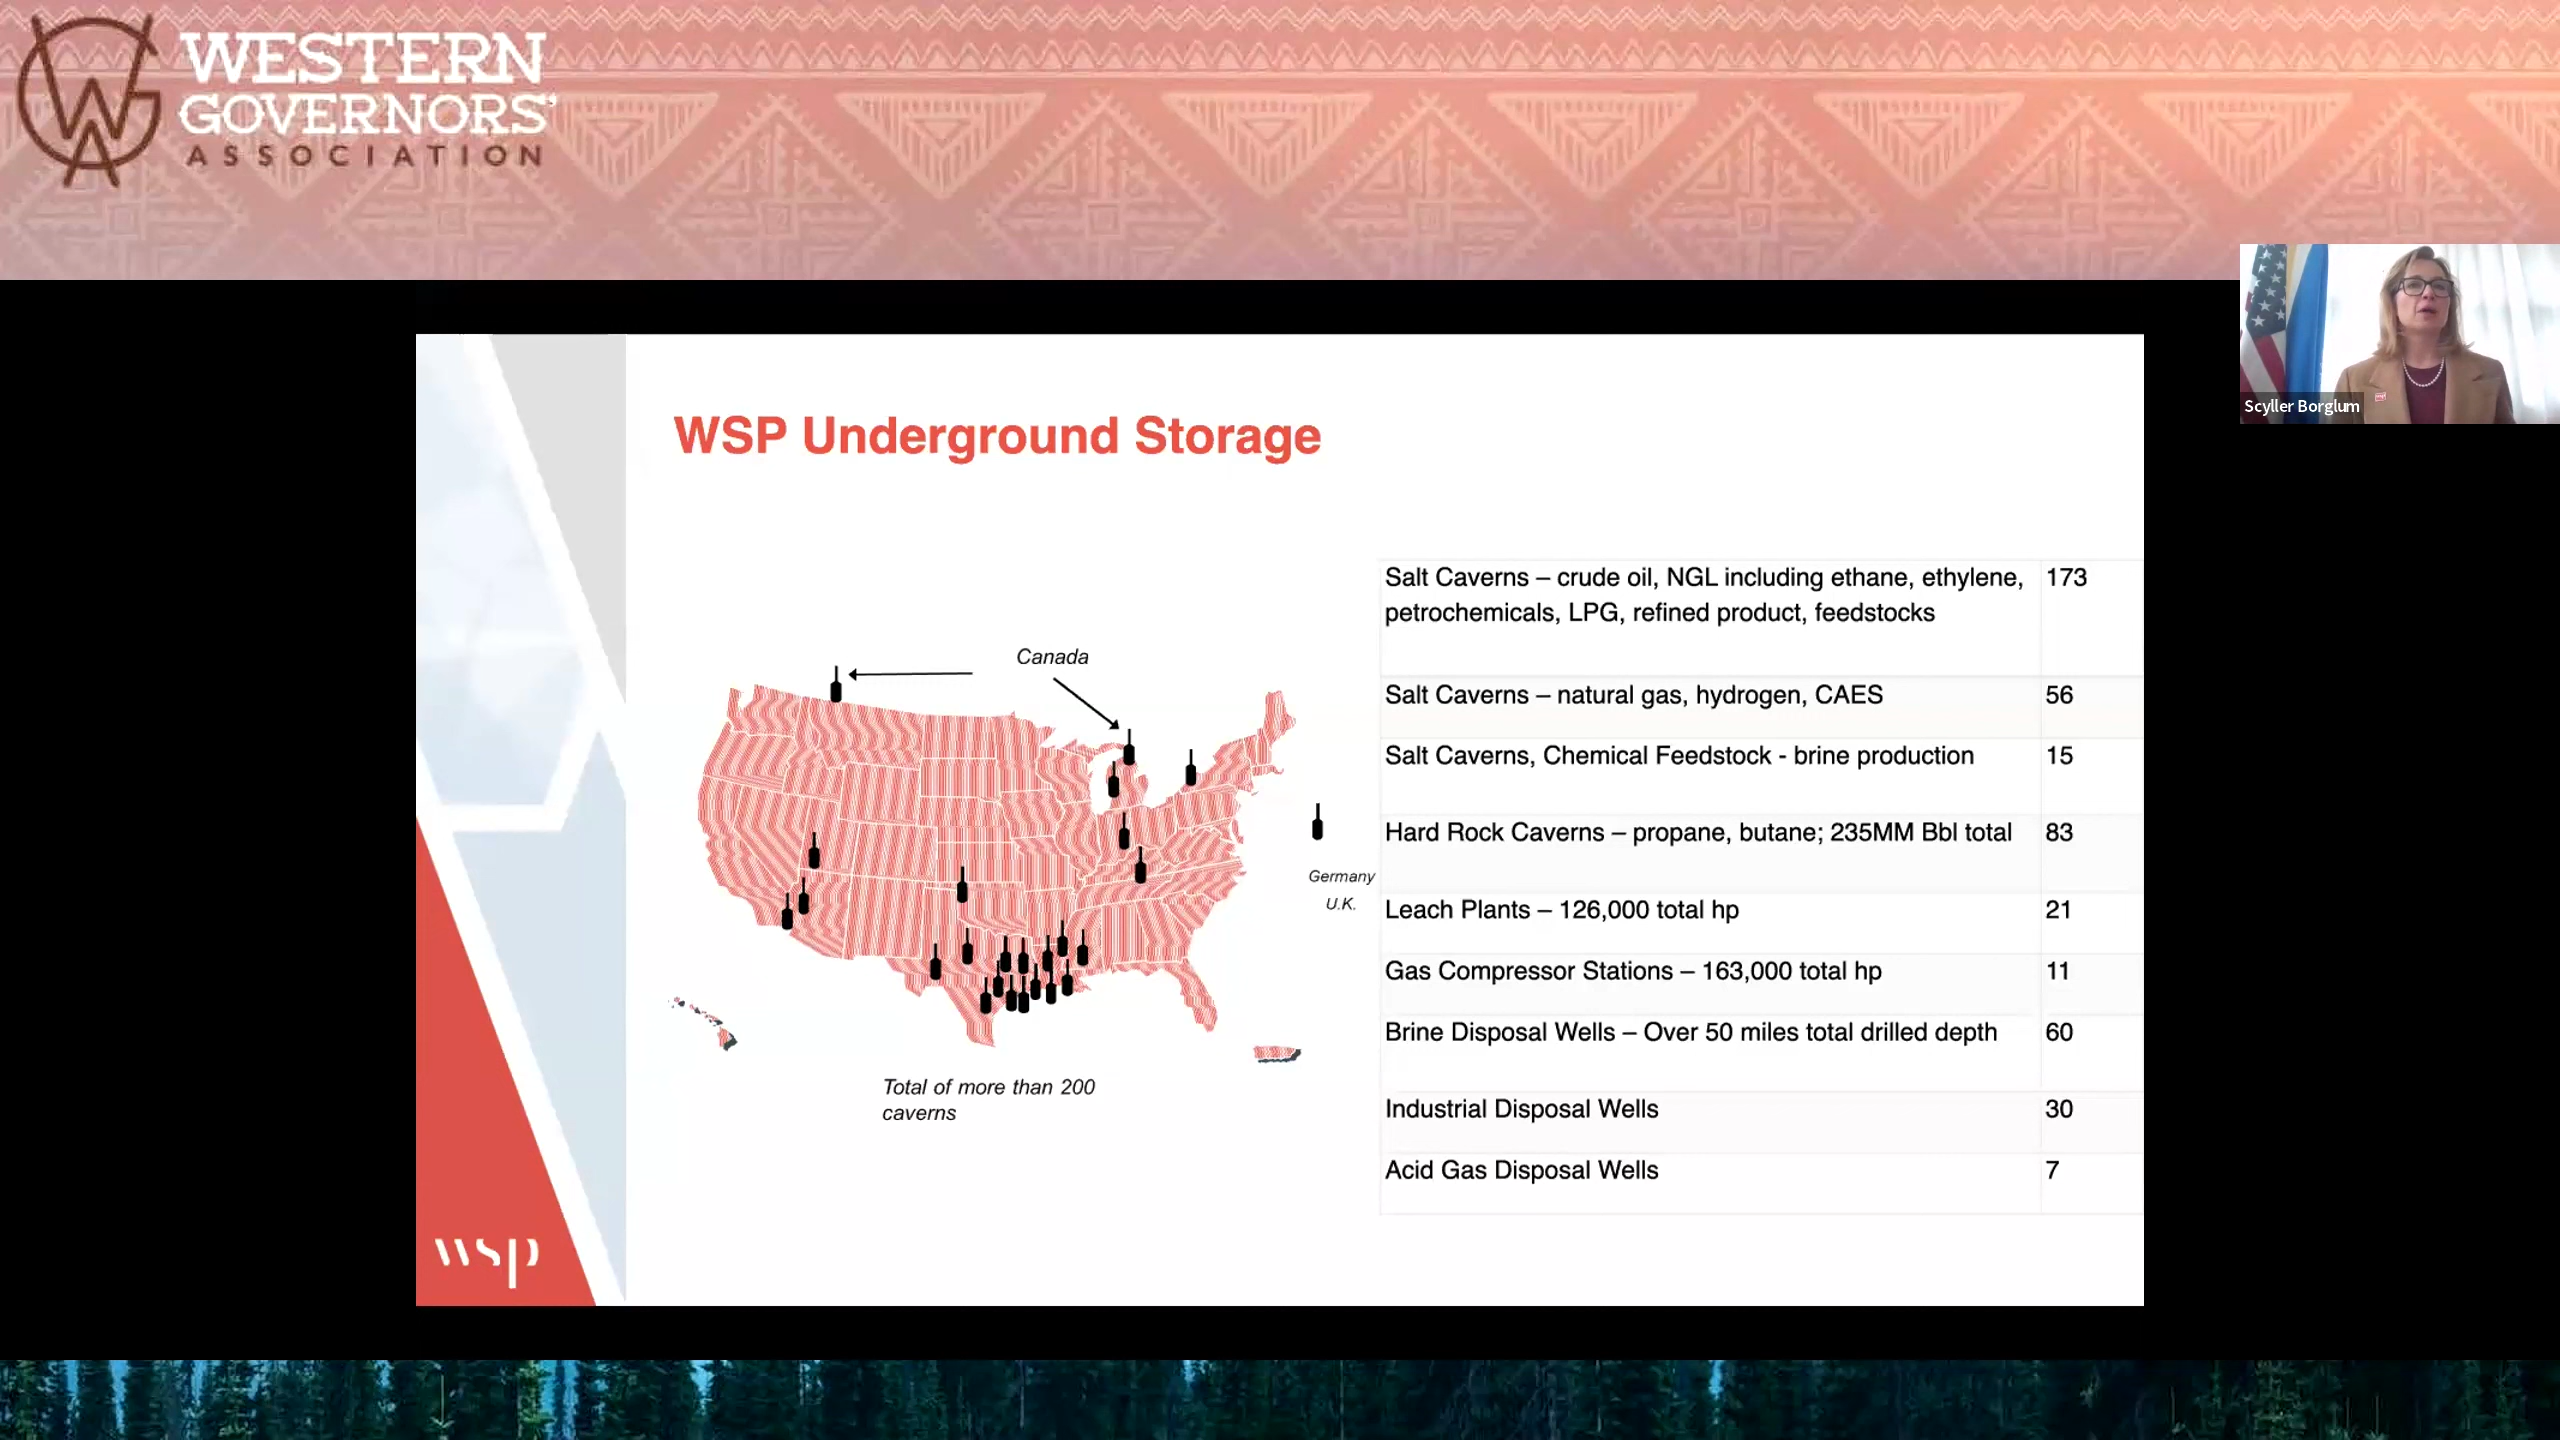 WESTERN
GOVERNORS'
ASSOCIATION
Scyller Borglum
WSP Underground Storage
Canada
Germany
U.K.
Total of more than 200
caverns
Salt Caverns – crude oil, NGL including ethane, ethylene, 173
petrochemicals, LPG, refined product, feedstocks
Salt Caverns – natural gas, hydrogen, CAES 56
Salt Caverns, Chemical Feedstock - brine production 15
Hard Rock Caverns – propane, butane; 235MM Bbl total 83
Leach Plants – 126,000 total hp 21
Gas Compressor Stations – 163,000 total hp 11
Brine Disposal Wells – Over 50 miles total drilled depth 60
Industrial Disposal Wells 30
Acid Gas Disposal Wells 7
wsp